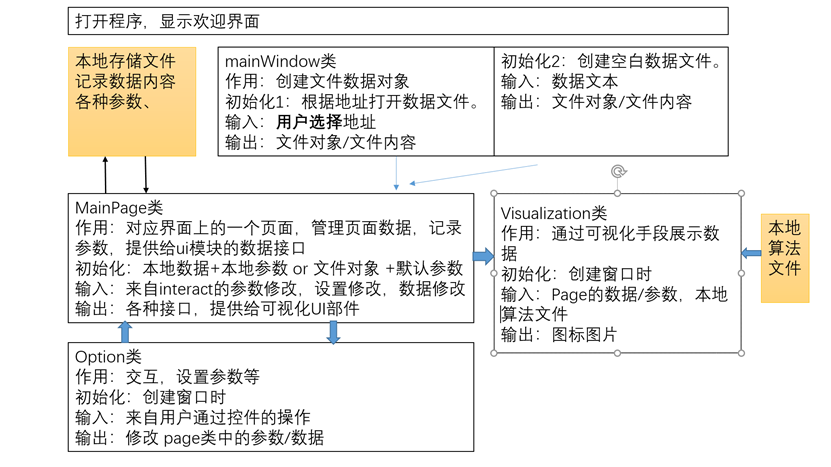 打开程序，显示欢迎界面
本地存储文件
记录数据内容
各种参数、
mainWindow类
作用：创建文件数据对象
初始化1：根据地址打开数据文件。
输入：用户选择地址
输出：文件对象/文件内容
初始化2：创建空白数据文件。
输入：数据文本
输出：文件对象/文件内容
MainPage类
作用：对应界面上的一个页面，管理页面数据，记录
参数，提供给ui模块的数据接口
初始化：本地数据+本地参数 or 文件对象 +默认参数
输入：来自interact的参数修改，设置修改，数据修改
输出：各种接口，提供给可视化UI部件
Visualization类
作用：通过可视化手段展示数
据
初始化：创建窗口时
输入：Page的数据/参数，本地
算法文件
输出：图标图片
本地
算法
文件
Option类
作用：交互，设置参数等
初始化：创建窗口时
输入：来自用户通过控件的操作
输出：修改 page类中的参数/数据